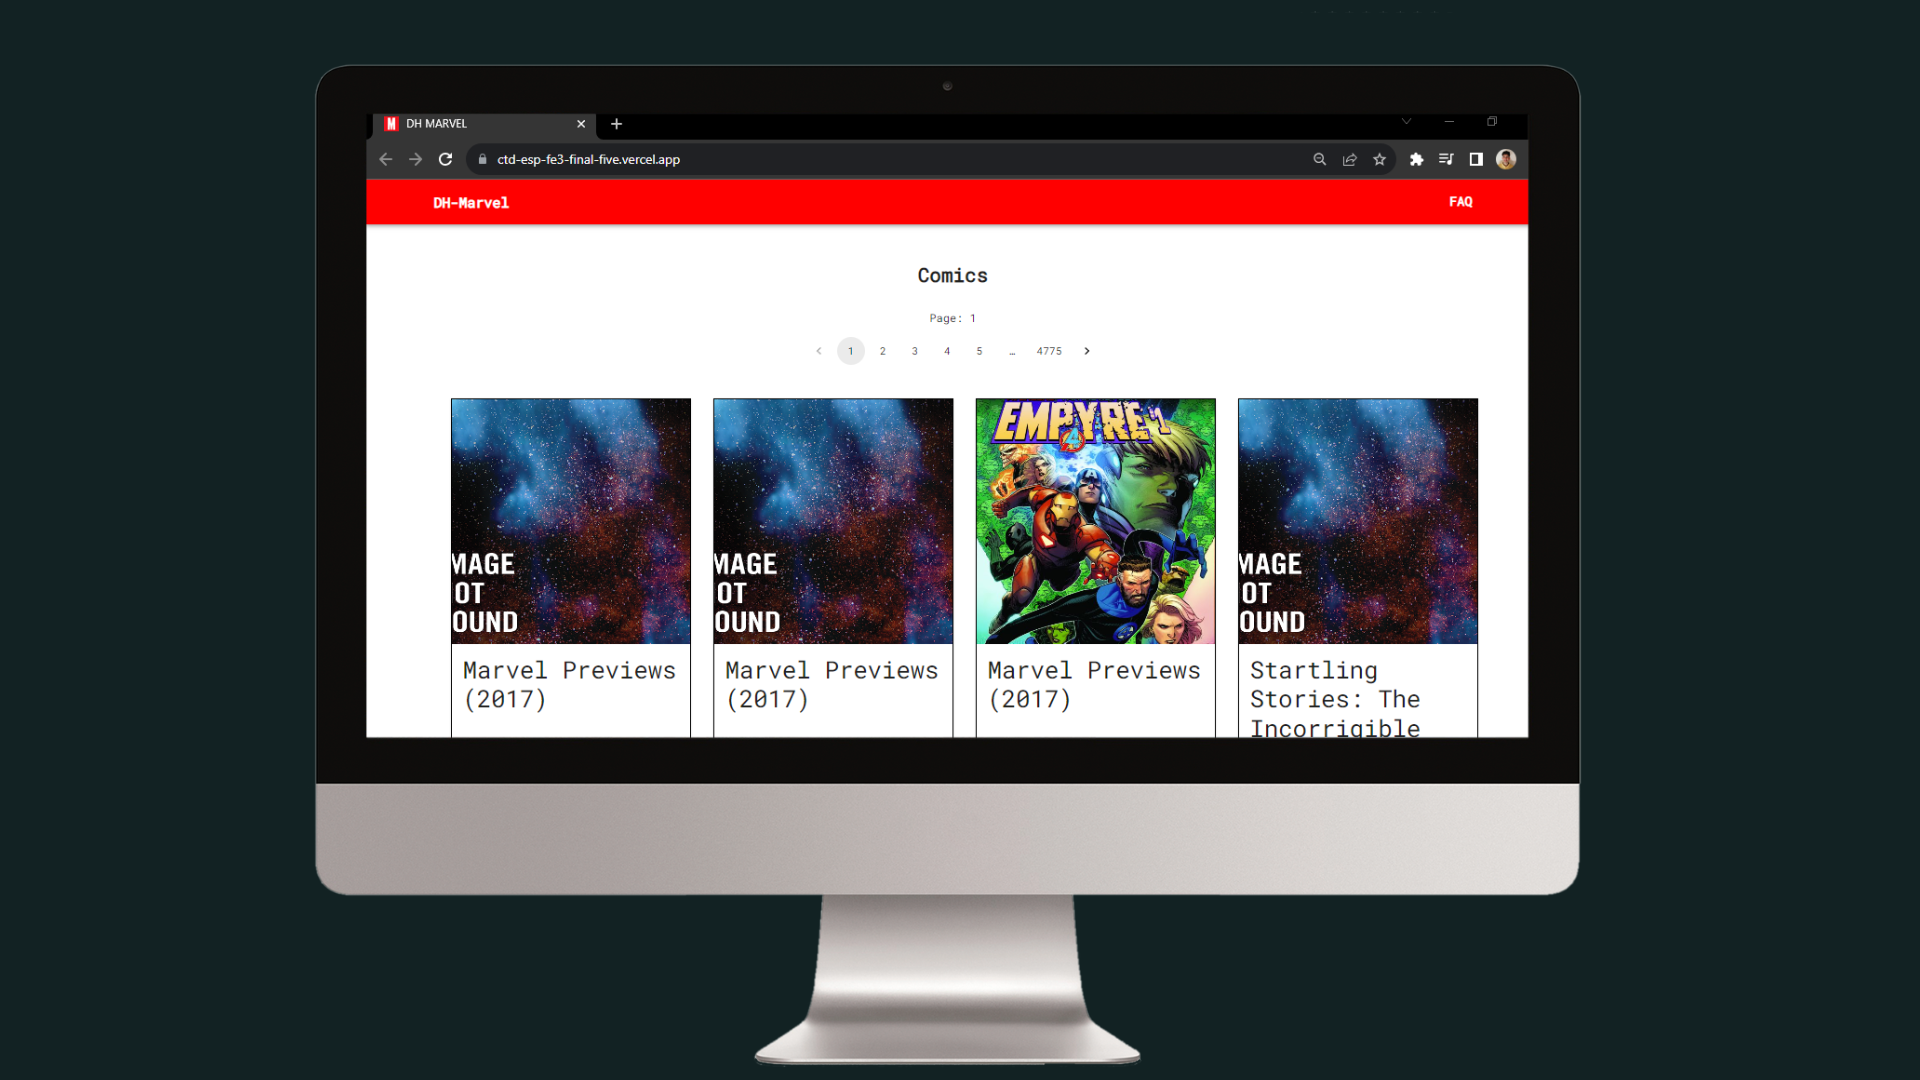 M DH MARVEL
ctd-esp-fe3-final-five.vercel.app
DH-Marvel FAQ
Comics
Page: 1
1 2 3 4 5 … 4775
MAGE
OT
OUND
Marvel Previews
(2017)
MAGE
OT
OUND
Marvel Previews
(2017)
EMPYRE #1
Marvel Previews
(2017)
MAGE
OT
OUND
Startling
Stories: The
Incorrigible